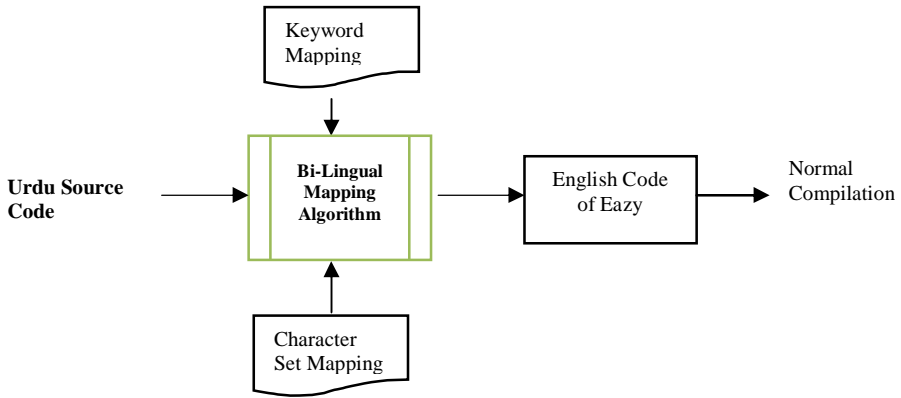 Keyword
Mapping
Urdu Source
Code
Bi-Lingual
Mapping
Algorithm
English Code
of Eazy
Normal
Compilation
Character
Set Mapping